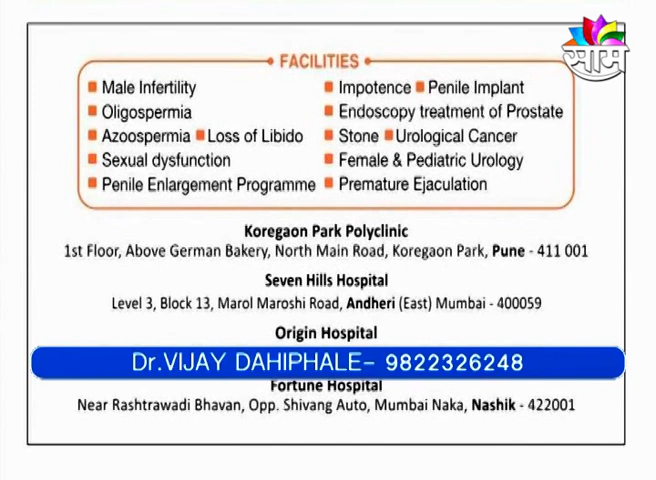 साम
FACILITIES
Male Infertility
Oligospermia
Azoospermia Loss of Libido
Sexual dysfunction
Penile Enlargement Programme
Impotence Penile Implant
Endoscopy treatment of Prostate
Stone Urological Cancer
Female & Pediatric Urology
Premature Ejaculation
Koregaon Park Polyclinic
1st Floor, Above German Bakery, North Main Road, Koregaon Park, Pune - 411 001
Seven Hills Hospital
Level 3, Block 13, Marol Maroshi Road, Andheri (East) Mumbai - 400059
Origin Hospital
Dr.VIJAY DAHIPHALE- 9822326248
Fortune Hospital
Near Rashtrawadi Bhavan, Opp. Shivang Auto, Mumbai Naka, Nashik - 422001